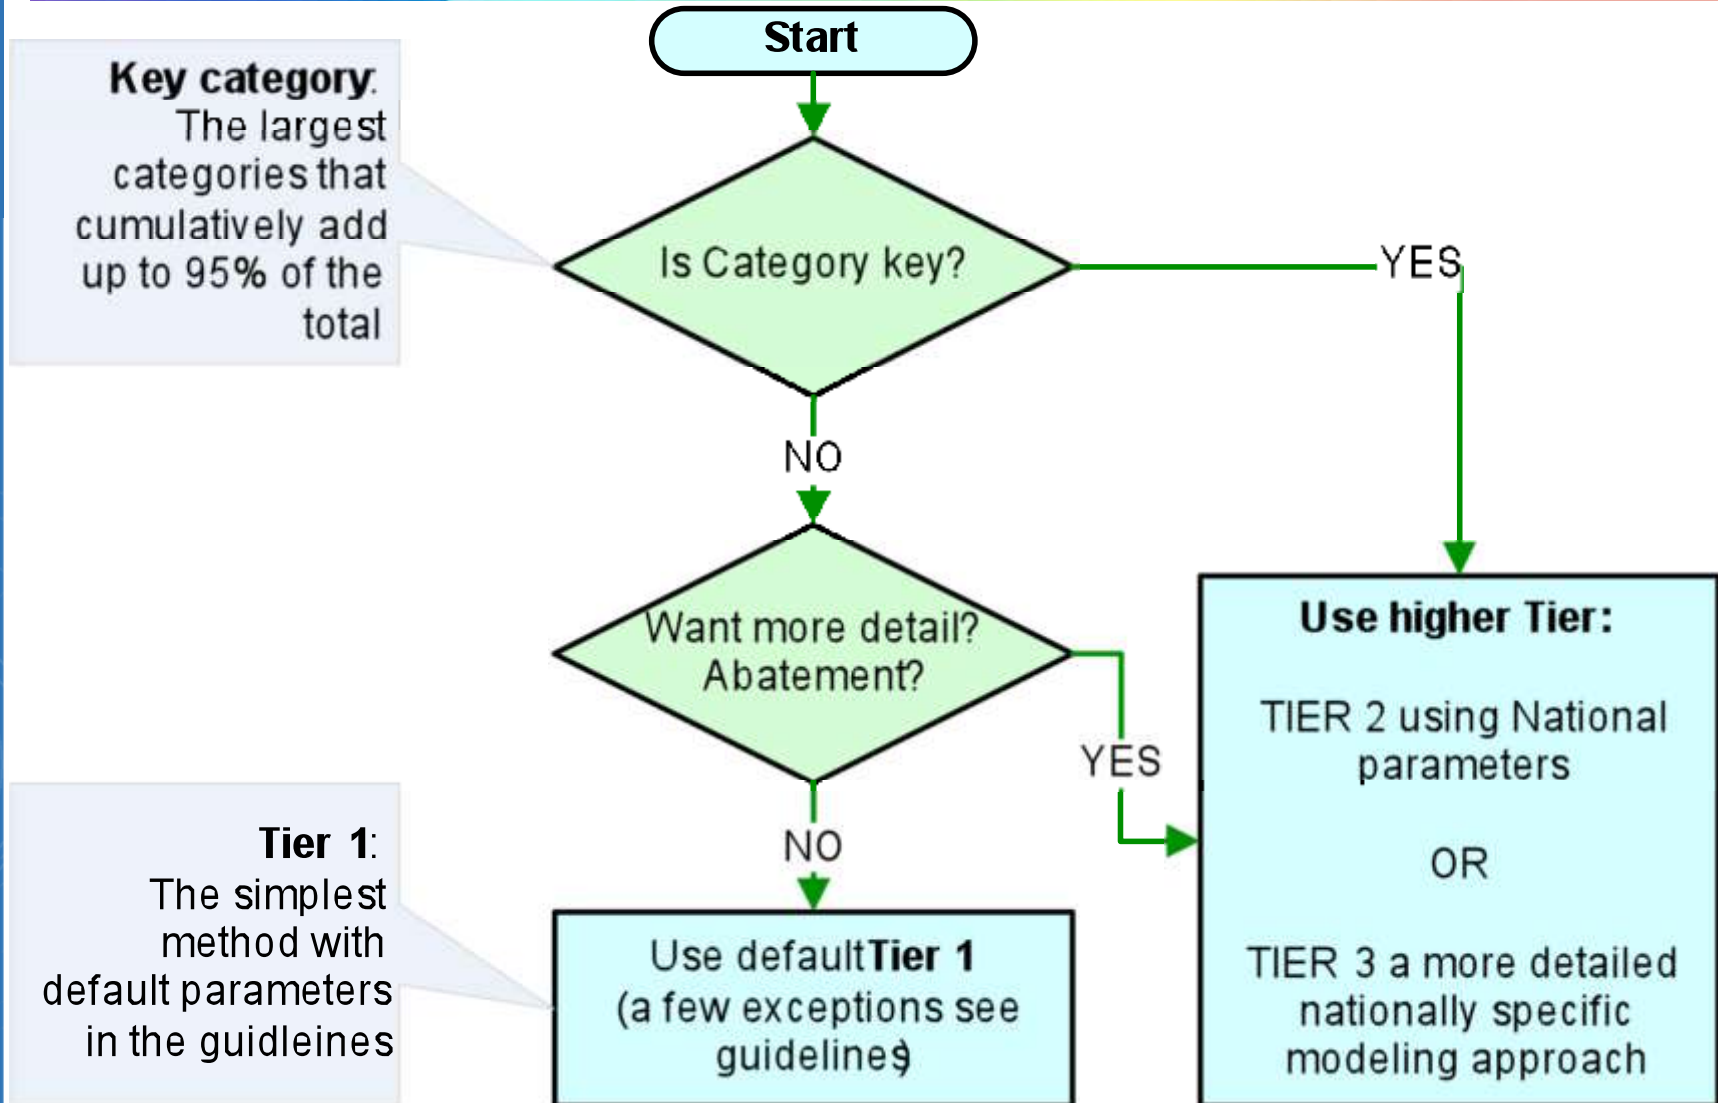 Start
Key category:
The largest
categories that
cumulatively add
up to 95% of the
total
Is Category key?
YES
NO
Want more detail?
Abatement?
YES
NO
Use higher Tier:
TIER 2 using National
parameters
OR
TIER 3 a more detailed
nationally specific
modeling approach
Tier 1:
The simplest
method with
default parameters
in the guidleines
Use default Tier 1
(a few exceptions see
guidelines)